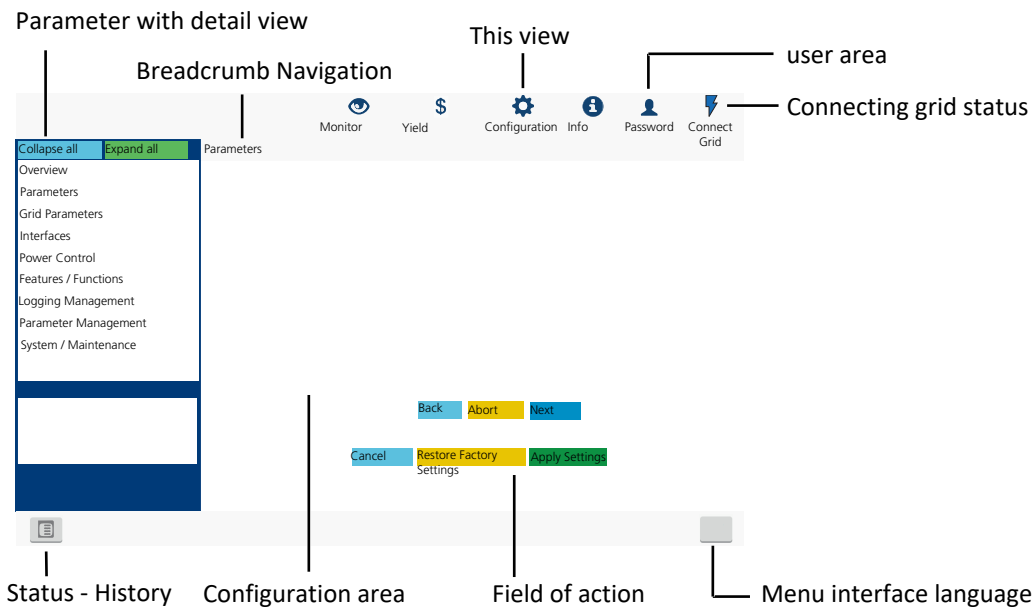 Parameter with detail view
This view
user area
Breadcrumb Navigation
Connecting grid status
Monitor
Yield
$
Configuration
Info
Password
Connect
Grid
Collapse all
Expand all
Parameters
Overview
Parameters
Grid Parameters
Interfaces
Power Control
Features / Functions
Logging Management
Parameter Management
System / Maintenance
Back
Abort
Next
Cancel
Restore Factory
Settings
Apply Settings
Status - History
Configuration area
Field of action
Menu interface language